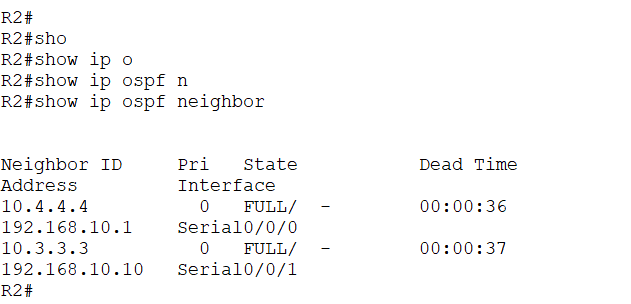 R2#
R2#sho
R2#show ip o
R2#show ip ospf n
R2#show ip ospf neighbor
Neighbor ID     Pri   State           Dead Time
Address         Interface
10.4.4.4          0   FULL/  -        00:00:36
192.168.10.1    Serial0/0/0
10.3.3.3          0   FULL/  -        00:00:37
192.168.10.10   Serial0/0/1
R2#